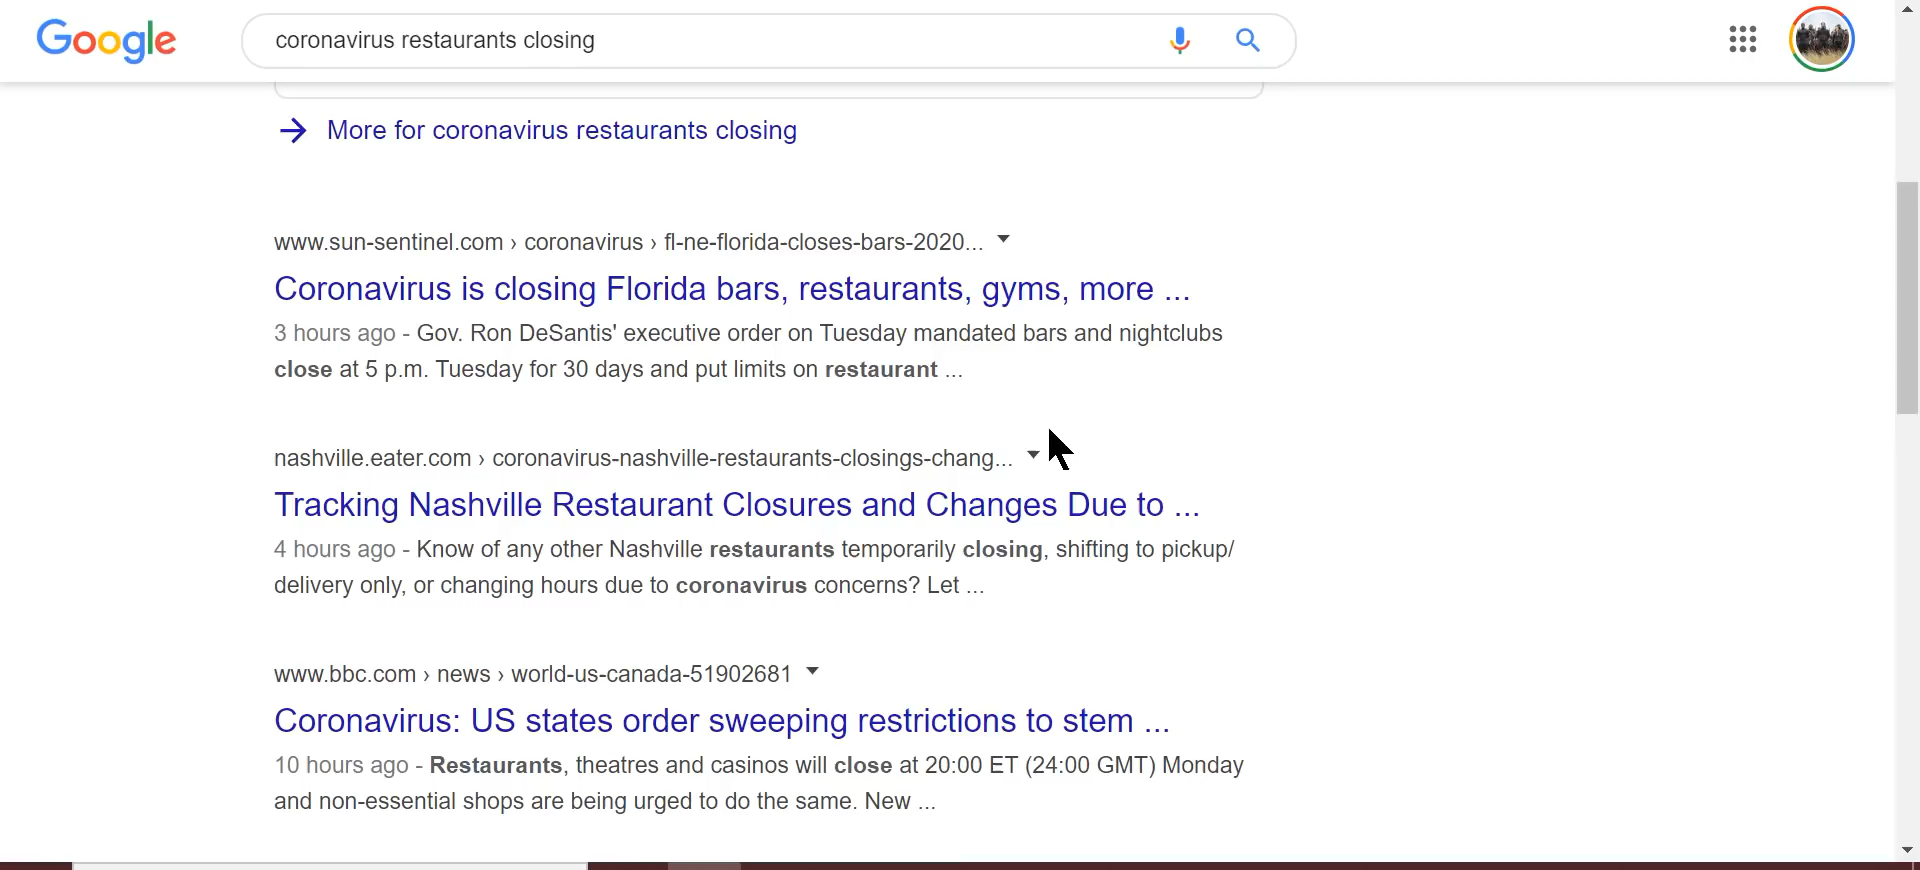 Google
coronavirus restaurants closing
More for coronavirus restaurants closing
www.sun-sentinel.com › coronavirus › fl-ne-florida-closes-bars-2020...
Coronavirus is closing Florida bars, restaurants, gyms, more ...
3 hours ago - Gov. Ron DeSantis' executive order on Tuesday mandated bars and nightclubs
close at 5 p.m. Tuesday for 30 days and put limits on restaurant ...
nashville.eater.com › coronavirus-nashville-restaurants-closings-chang...
Tracking Nashville Restaurant Closures and Changes Due to ...
4 hours ago - Know of any other Nashville restaurants temporarily closing, shifting to pickup/
delivery only, or changing hours due to coronavirus concerns? Let ...
www.bbc.com › news › world-us-canada-51902681
Coronavirus: US states order sweeping restrictions to stem ...
10 hours ago - Restaurants, theatres and casinos will close at 20:00 ET (24:00 GMT) Monday
and non-essential shops are being urged to do the same. New ...